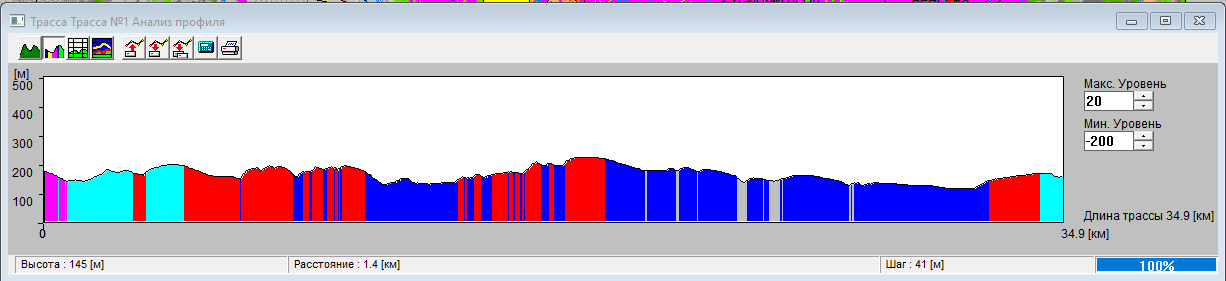 Трасса Трасса №1 Анализ профиля
[м]
500
400
300
200
100
0
0
34.9 [км]
Макс. Уровень
20
Мин. Уровень
-200
Длина трассы 34.9 [км]
Высота : 145 [м]
Расстояние : 1.4 [км]
Шаг : 41 [м]
100%